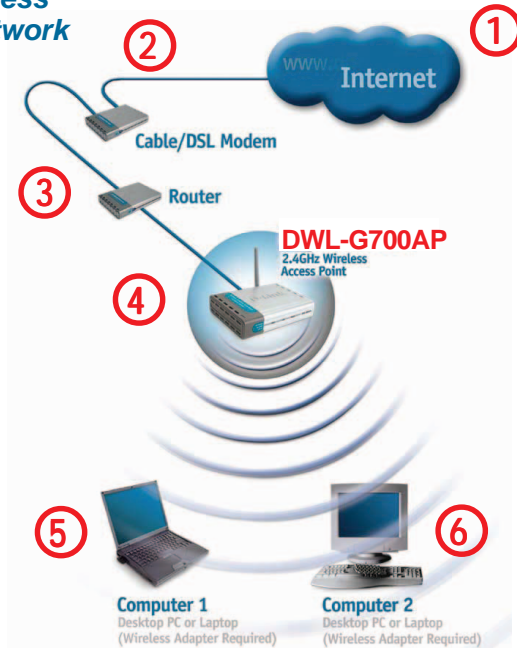 twork
2
1
www.
Internet
Cable/DSL Modem
3
Router
DWL-G700AP
2.4GHz Wireless
Access Point
4
5
6
Computer 1
Desktop PC or Laptop
(Wireless Adapter Required)
Computer 2
Desktop PC or Laptop
(Wireless Adapter Required)